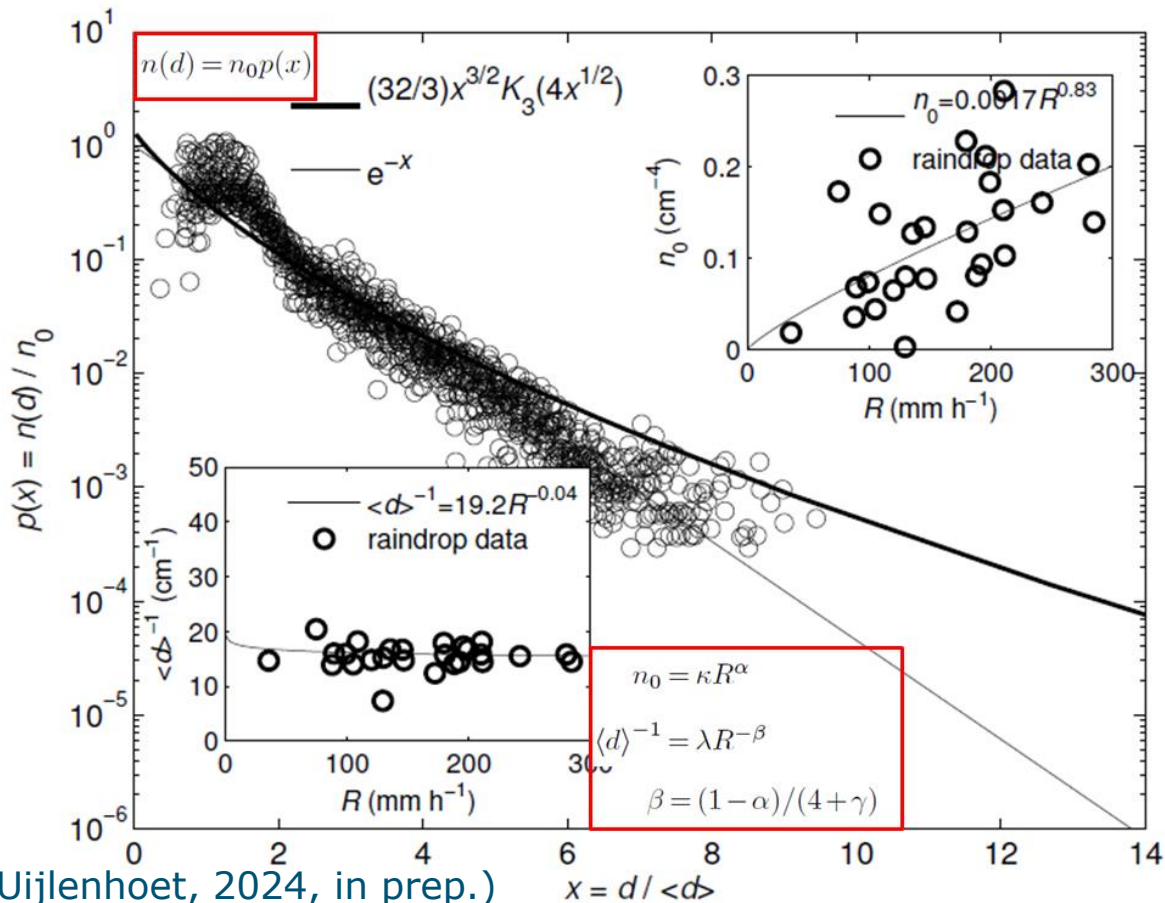 10^1
n(d) = n_0 p(x)
(32/3)x^{3/2}K_3(4x^{1/2})
e^{-x}
10^0
10^{-1}
10^{-2}
10^{-3}
10^{-4}
10^{-5}
10^{-6}
p(x) = n(d) / n_0
0.3
0.2
0.1
0
n_0 (cm^{-4})
n_0=0.0017R^{0.83}
raindrop data
0 100 200 300
R (mm h^{-1})
50
40
30
20
10
0
<d>^{-1} (cm^{-1})
<d>^{-1}=19.2R^{-0.04}
raindrop data
0 100 200 300
R (mm h^{-1})
n_0 = κR^α
⟨d⟩^{-1} = λR^{-β}
β = (1−α)/(4+γ)
0 2 4 6 8 10 12 14
x = d / <d>
Uijlenhoet, 2024, in prep.)